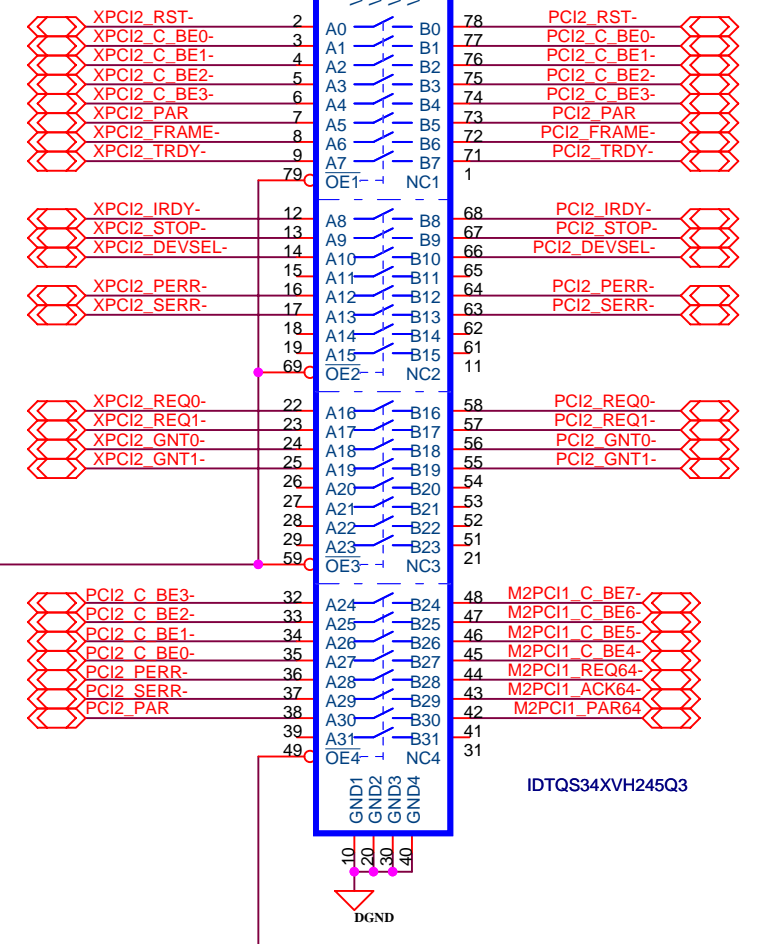 XPCI2_RST- 2 A0 B0 78 PCI2_RST-
XPCI2_C_BE0- 3 A1 B1 77 PCI2_C_BE0-
XPCI2_C_BE1- 4 A2 B2 76 PCI2_C_BE1-
XPCI2_C_BE2- 5 A3 B3 75 PCI2_C_BE2-
XPCI2_C_BE3- 6 A4 B4 74 PCI2_C_BE3-
XPCI2_PAR 7 A5 B5 73 PCI2_PAR
XPCI2_FRAME- 8 A6 B6 72 PCI2_FRAME-
XPCI2_TRDY- 9 A7 B7 71 PCI2_TRDY-
79 OE1 NC1 1
XPCI2_IRDY- 12 A8 B8 68 PCI2_IRDY-
XPCI2_STOP- 13 A9 B9 67 PCI2_STOP-
XPCI2_DEVSEL- 14 A10 B10 66 PCI2_DEVSEL-
15 A11 B11 65
XPCI2_PERR- 16 A12 B12 64 PCI2_PERR-
XPCI2_SERR- 17 A13 B13 63 PCI2_SERR-
18 A14 B14 62
19 A15 B15 61
69 OE2 NC2 11
XPCI2_REQ0- 22 A16 B16 58 PCI2_REQ0-
XPCI2_REQ1- 23 A17 B17 57 PCI2_REQ1-
XPCI2_GNT0- 24 A18 B18 56 PCI2_GNT0-
XPCI2_GNT1- 25 A19 B19 55 PCI2_GNT1-
26 A20 B20 54
27 A21 B21 53
28 A22 B22 52
29 A23 B23 51
59 OE3 NC3 21
PCI2_C_BE3- 32 A24 B24 48 M2PCI1_C_BE7-
PCI2_C_BE2- 33 A25 B25 47 M2PCI1_C_BE6-
PCI2_C_BE1- 34 A26 B26 46 M2PCI1_C_BE5-
PCI2_C_BE0- 35 A27 B27 45 M2PCI1_C_BE4-
PCI2_PERR- 36 A28 B28 44 M2PCI1_REQ64-
PCI2_SERR- 37 A29 B29 43 M2PCI1_ACK64-
PCI2_PAR 38 A30 B30 42 M2PCI1_PAR64
39 A31 B31 41
49 OE4 NC4 31
GND1 GND2 GND3 GND4
IDTQS34XVH245Q3
10 20 30 40
DGND